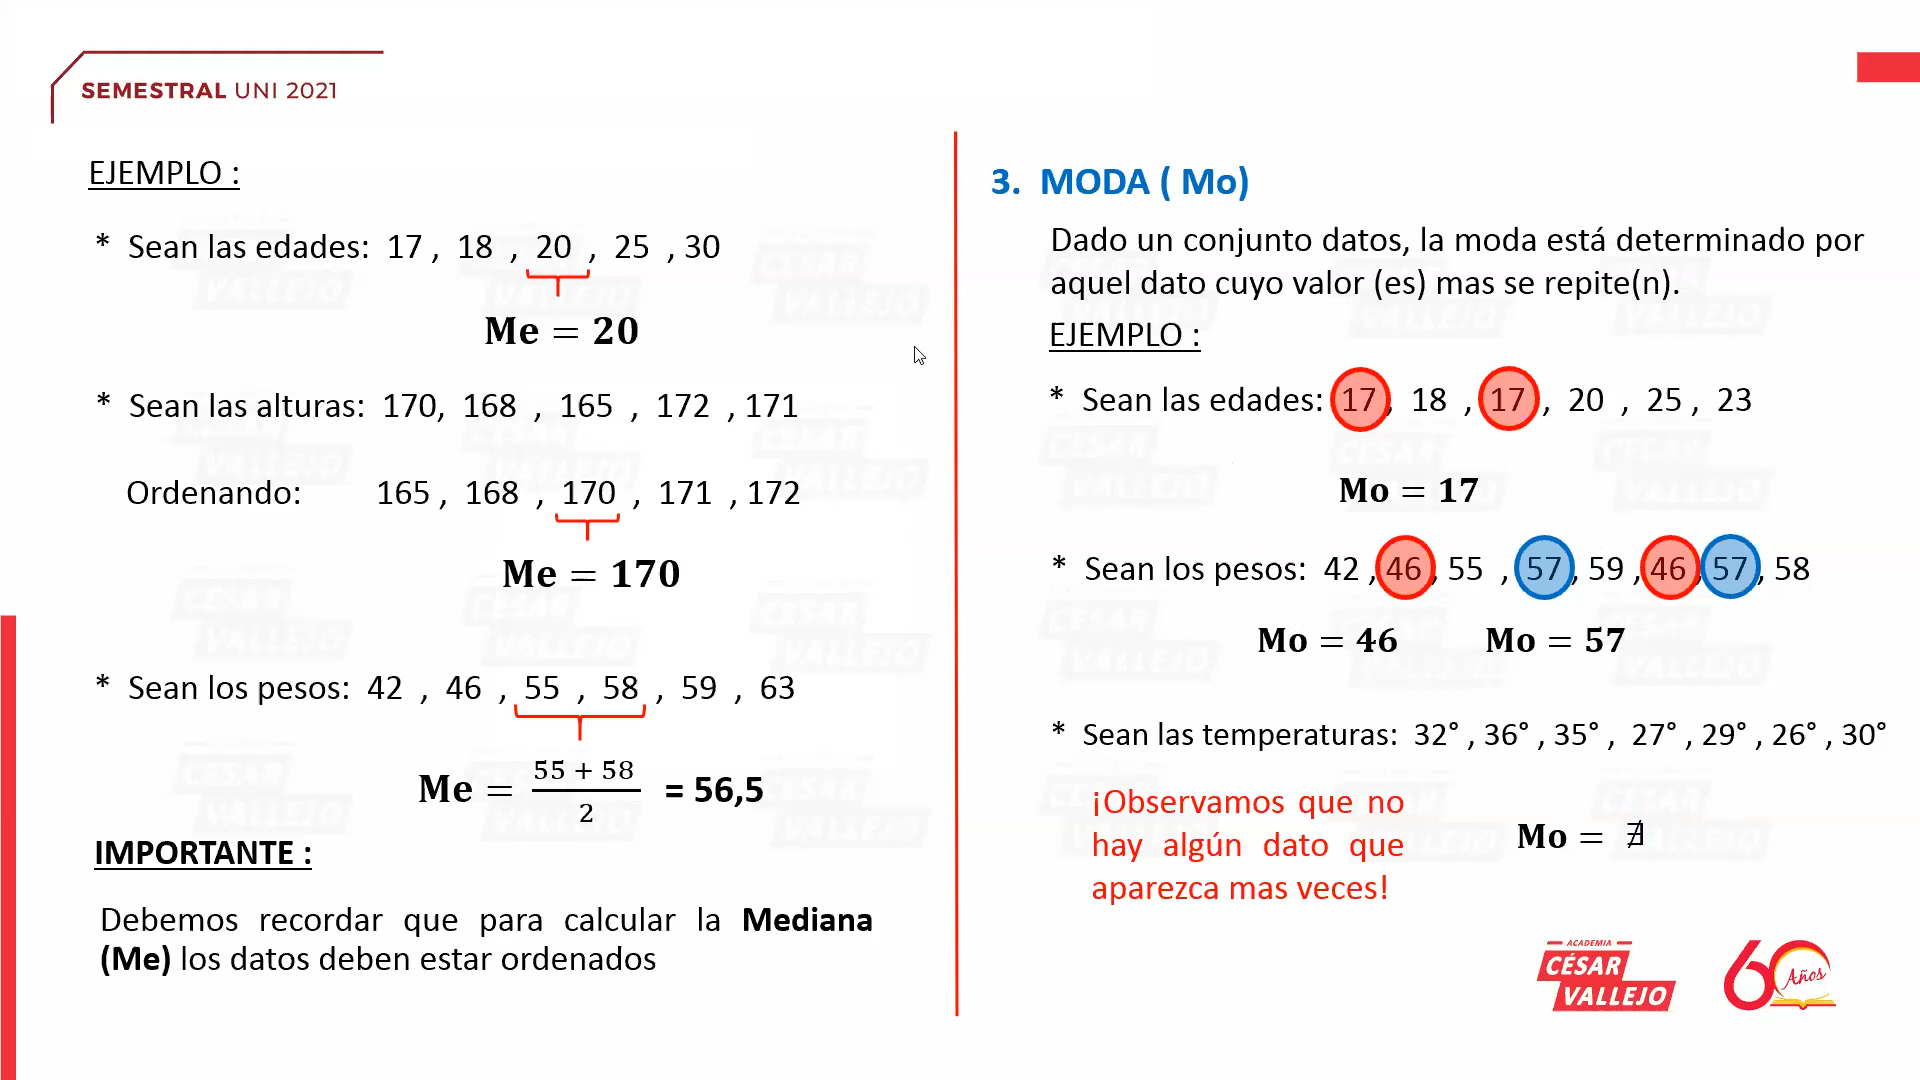 SEMESTRAL UNI 2021
EJEMPLO :
* Sean las edades: 17 , 18 , 20 , 25 , 30
Me = 20
* Sean las alturas: 170, 168 , 165 , 172 , 171
Ordenando: 165 , 168 , 170 , 171 , 172
Me = 170
* Sean los pesos: 42 , 46 , 55 , 58 , 59 , 63
Me = (55 + 58)/2 = 56,5
IMPORTANTE :
Debemos recordar que para calcular la Mediana
(Me) los datos deben estar ordenados
3. MODA ( Mo)
Dado un conjunto datos, la moda está determinado por
aquel dato cuyo valor (es) mas se repite(n).
EJEMPLO :
* Sean las edades: 17, 18 , 17 , 20 , 25 , 23
Mo = 17
* Sean los pesos: 42 , 46 , 55 , 57 , 59 , 46 , 57 , 58
Mo = 46 Mo = 57
* Sean las temperaturas: 32° , 36° , 35° , 27° , 29° , 26° , 30°
¡Observamos que no
hay algún dato que
aparezca mas veces!
Mo = ∄
ACADEMIA
CÉSAR
VALLEJO
60 Años
CÉSAR
VALLEJO